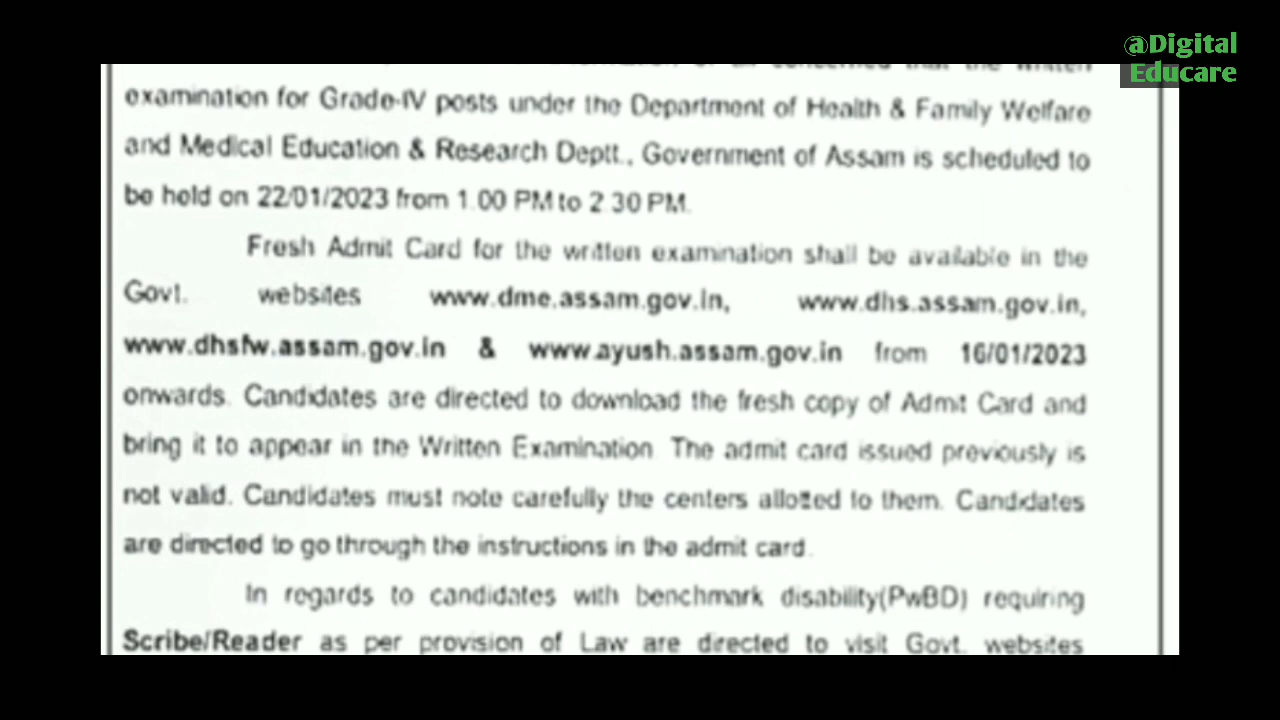 @Digital
Educare
concerned that the written
examination for Grade-IV posts under the Department of Health & Family Welfare
and Medical Education & Research Deptt., Government of Assam is scheduled to
be held on 22/01/2023 from 1.00 PM to 2.30 PM.
Fresh Admit Card for the written examination shall be available in the
Govt. websites www.dme.assam.gov.in, www.dhs.assam.gov.in,
www.dhsfw.assam.gov.in & www.ayush.assam.gov.in from 16/01/2023
onwards. Candidates are directed to download the fresh copy of Admit Card and
bring it to appear in the Written Examination. The admit card issued previously is
not valid. Candidates must note carefully the centers allotted to them. Candidates
are directed to go through the instructions in the admit card.
In regards to candidates with benchmark disability(PwBD) requiring
Scribe/Reader as per provision of Law are directed to visit Govt. websites